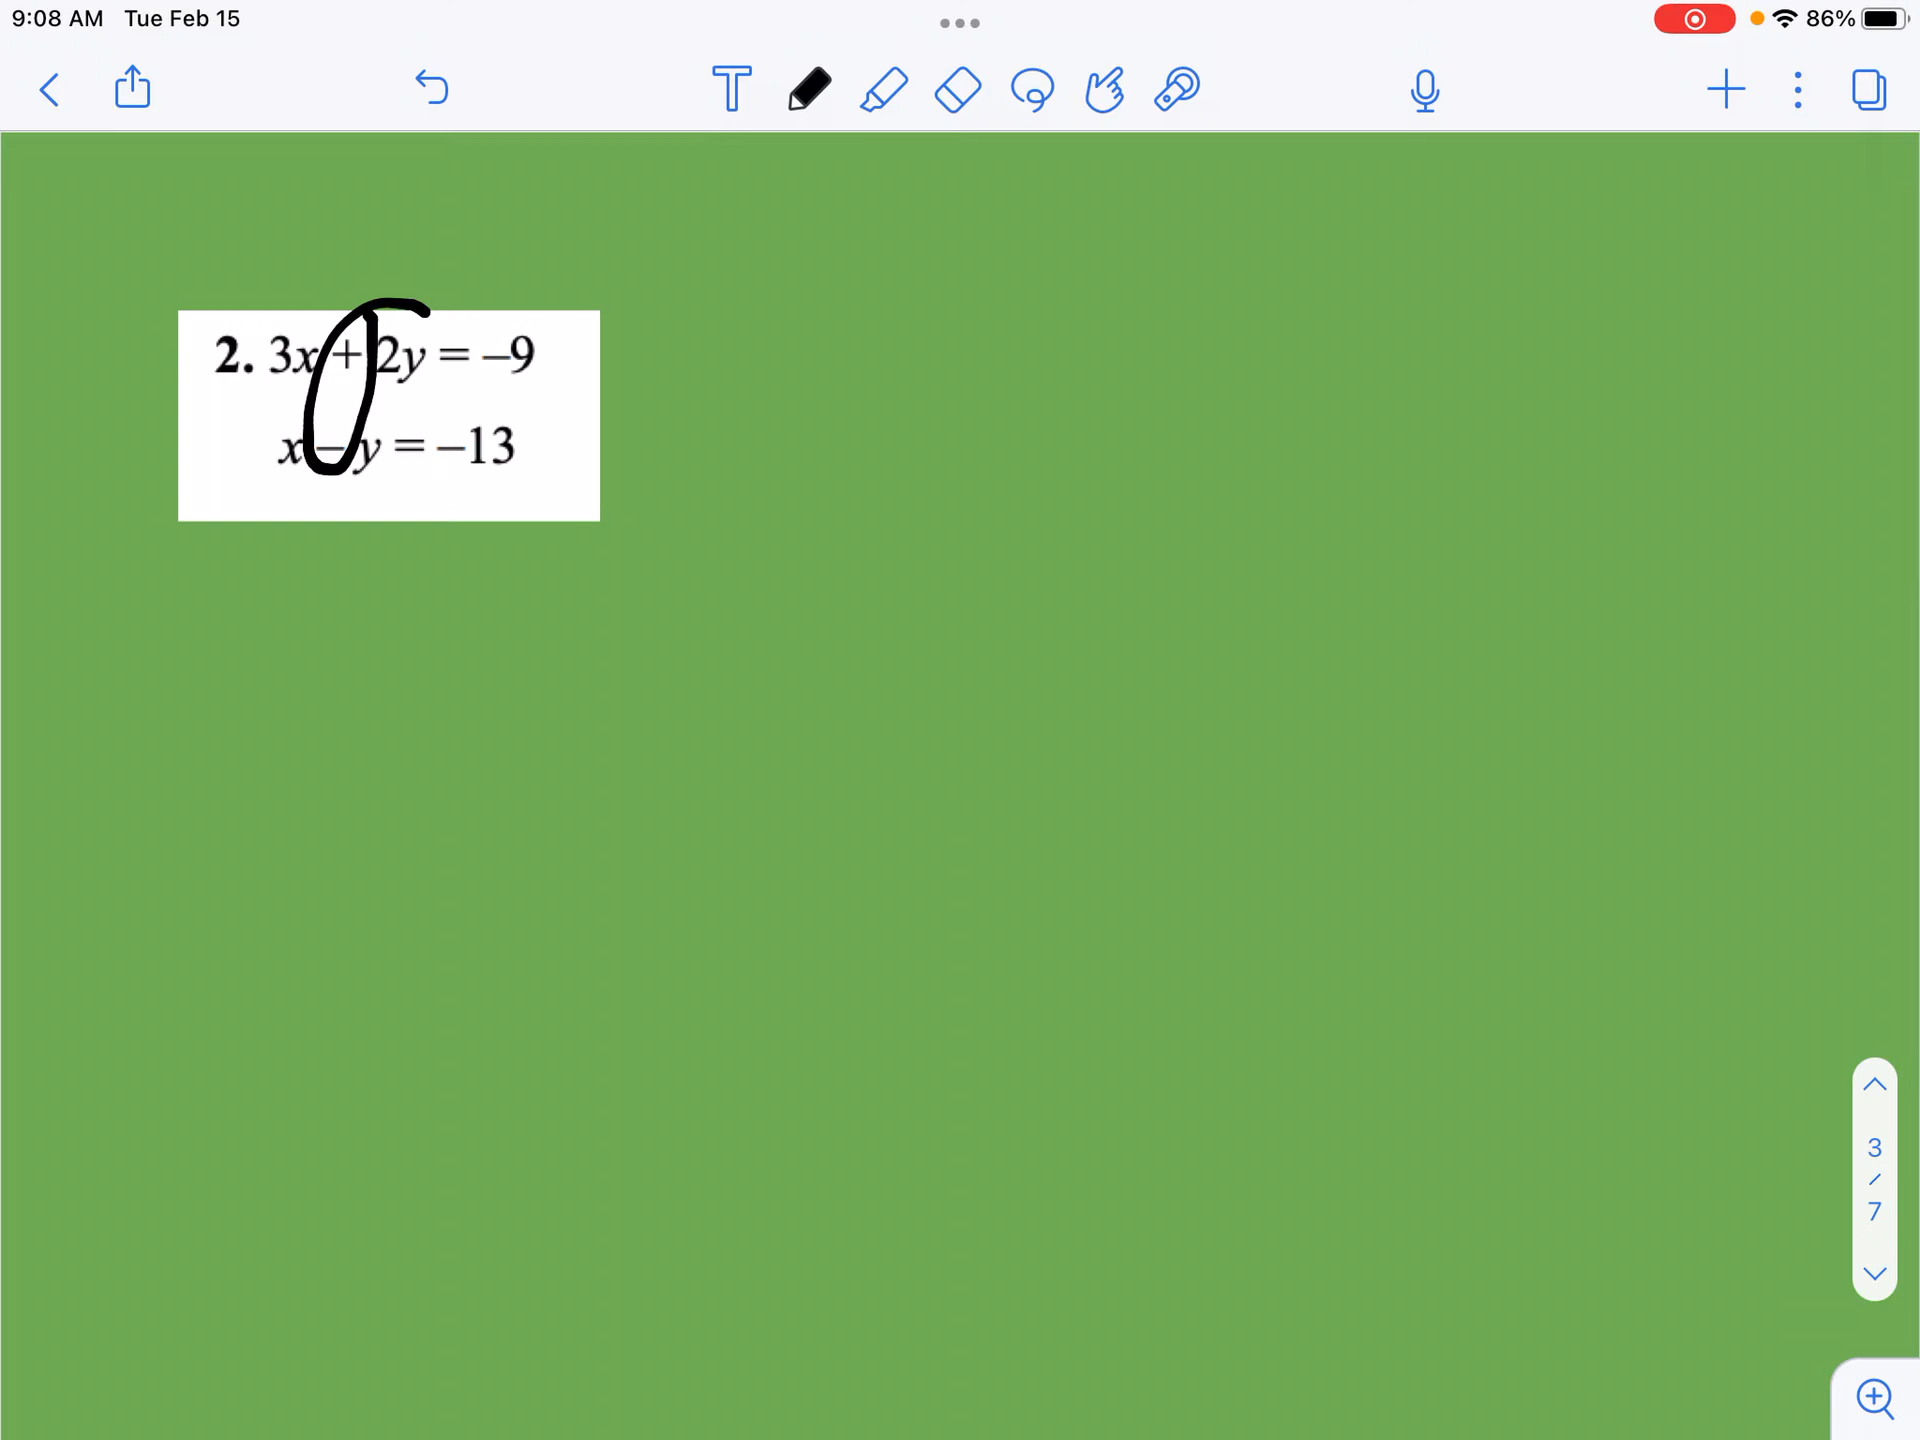 9:08 AM Tue Feb 15
86%
2. 3x + 2y = –9
x – y = –13
3
/
7